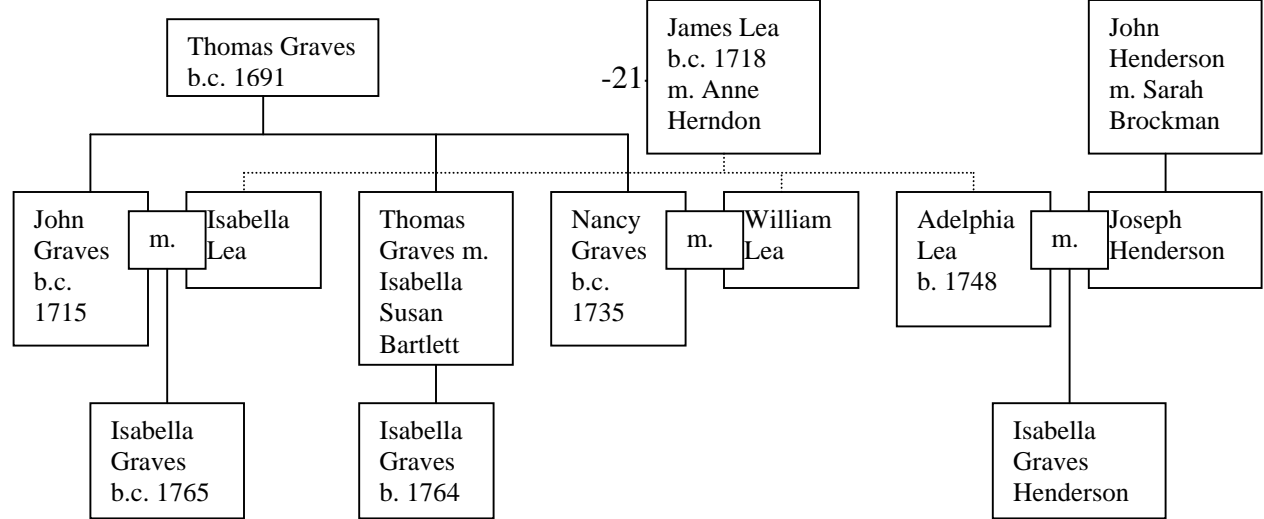 Thomas Graves
b.c. 1691
-21-
James Lea
b.c. 1718
m. Anne
Herndon
John
Henderson
m. Sarah
Brockman
John
Graves
b.c.
1715
m.
Isabella
Lea
Thomas
Graves m.
Isabella
Susan
Bartlett
Nancy
Graves
b.c.
1735
m.
William
Lea
Adelphia
Lea
b. 1748
m.
Joseph
Henderson
Isabella
Graves
b.c. 1765
Isabella
Graves
b. 1764
Isabella
Graves
Henderson